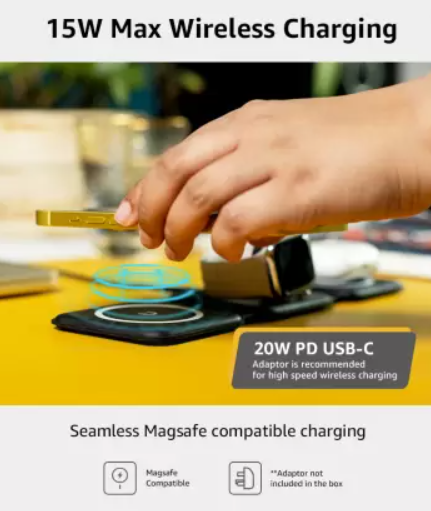 15W Max Wireless Charging
20W PD USB-C
Adaptor is recommended
for high speed wireless charging
Seamless Magsafe compatible charging
Magsafe
Compatible
**Adaptor not
included in the box